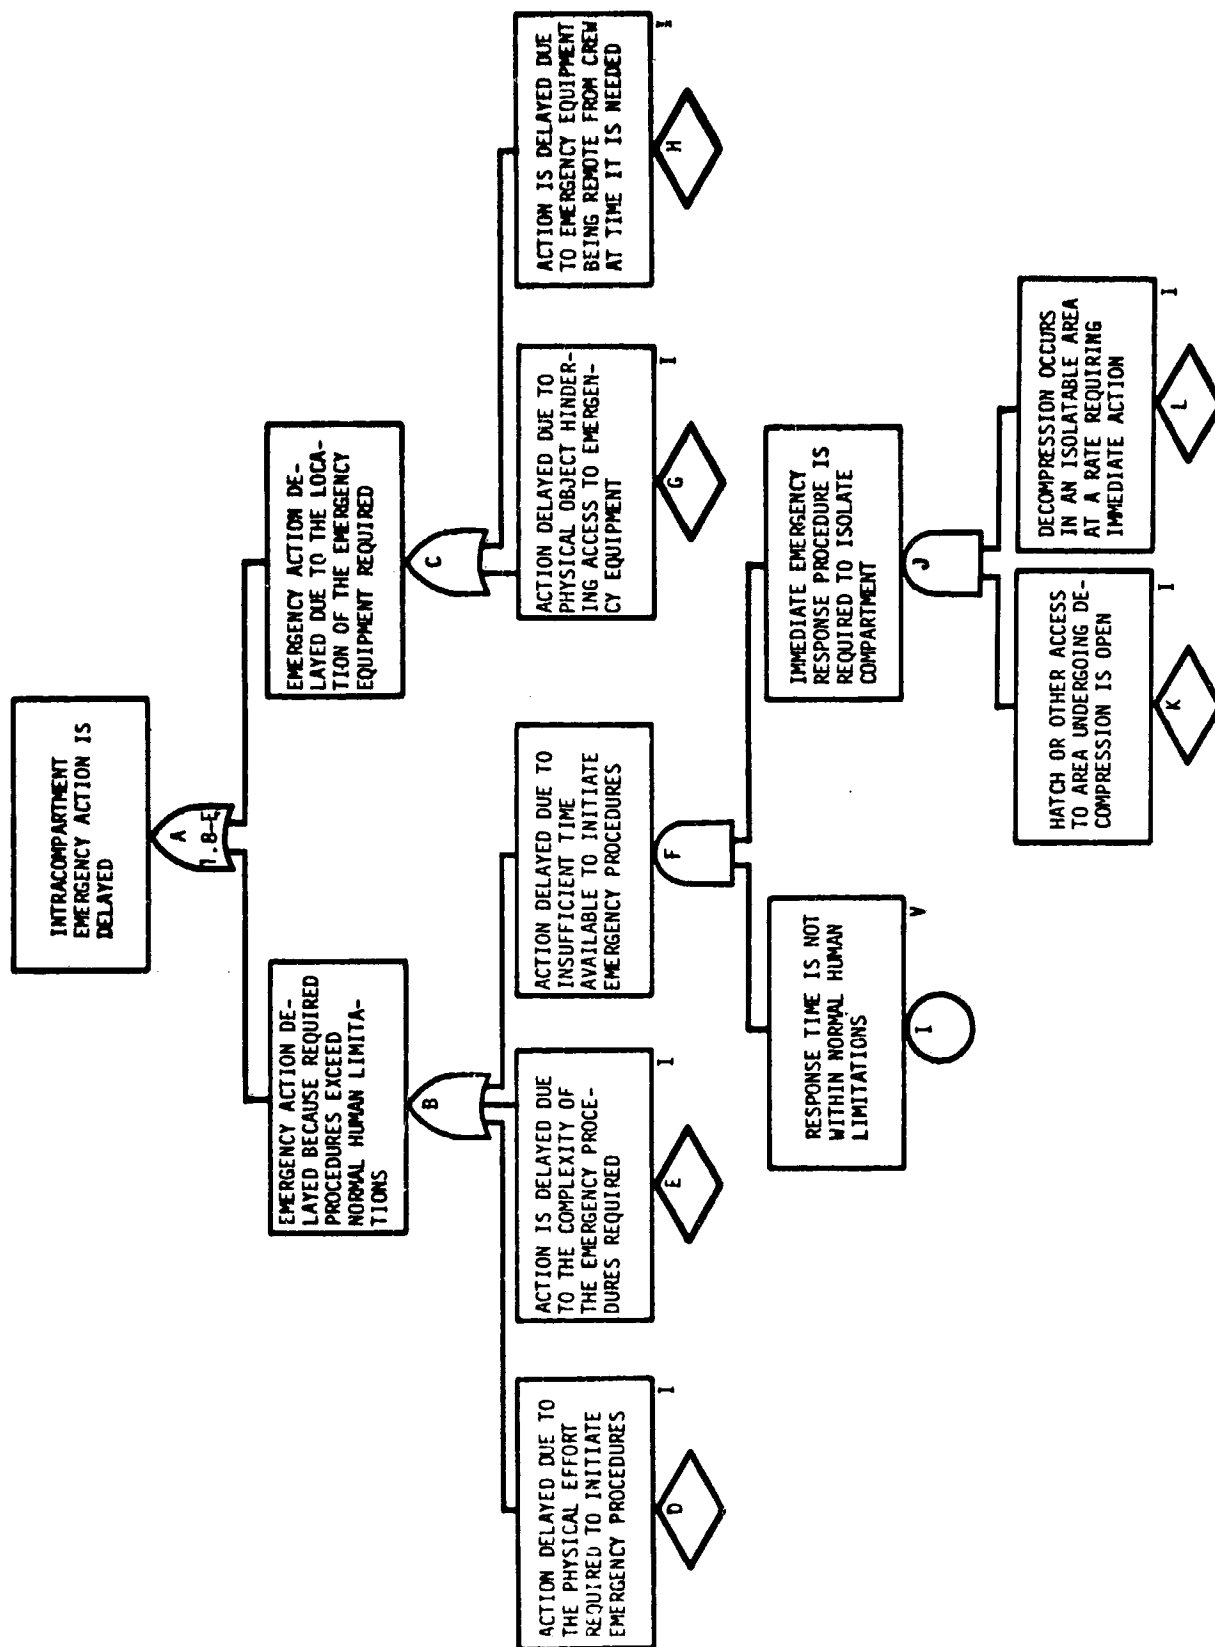 INTRACOMPARTMENT
EMERGENCY ACTION IS
DELAYED
A
1.8-E
EMERGENCY ACTION DE-
LAYED BECAUSE REQUIRED
PROCEDURES EXCEED
NORMAL HUMAN LIMITA-
TIONS
B
EMERGENCY ACTION DE-
LAYED DUE TO THE LOCA-
TION OF THE EMERGENCY
EQUIPMENT REQUIRED
C
ACTION DELAYED DUE TO
THE PHYSICAL EFFORT
REQUIRED TO INITIATE
EMERGENCY PROCEDURES
I
D
ACTION IS DELAYED DUE
TO THE COMPLEXITY OF
THE EMERGENCY PROCE-
DURES REQUIRED
I
E
ACTION DELAYED DUE TO
INSUFFICIENT TIME
AVAILABLE TO INITIATE
EMERGENCY PROCEDURES
F
ACTION DELAYED DUE TO
PHYSICAL OBJECT HINDER-
ING ACCESS TO EMERGEN-
CY EQUIPMENT
I
G
ACTION IS DELAYED DUE
TO EMERGENCY EQUIPMENT
BEING REMOTE FROM CREW
AT TIME IT IS NEEDED
H
RESPONSE TIME IS NOT
WITHIN NORMAL HUMAN
LIMITATIONS
V
I
IMMEDIATE EMERGENCY
RESPONSE PROCEDURE IS
REQUIRED TO ISOLATE
COMPARTMENT
J
HATCH OR OTHER ACCESS
TO AREA UNDERGOING DE-
COMPRESSION IS OPEN
I
K
DECOMPRESSION OCCURS
IN AN ISOLATABLE AREA
AT A RATE REQUIRING
IMMEDIATE ACTION
I
L